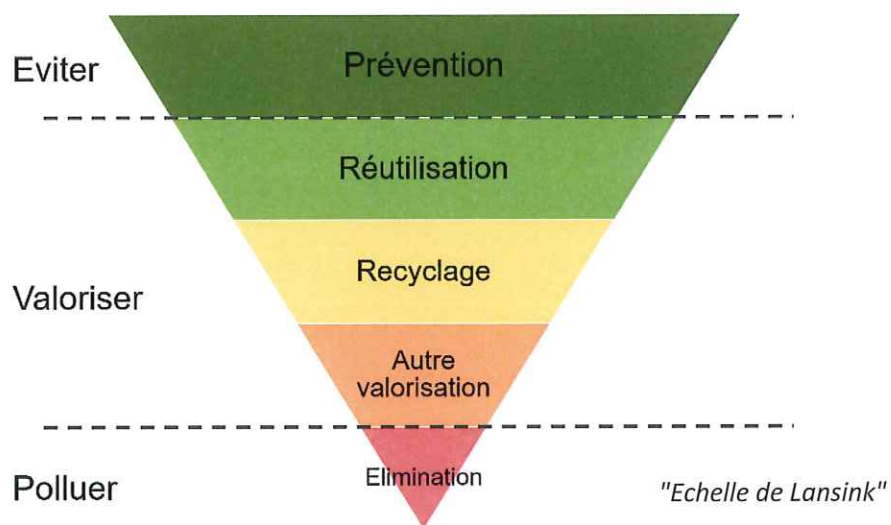 Eviter
Prévention
Réutilisation
Recyclage
Valoriser
Autre
valorisation
Elimination
Polluer
"Echelle de Lansink"